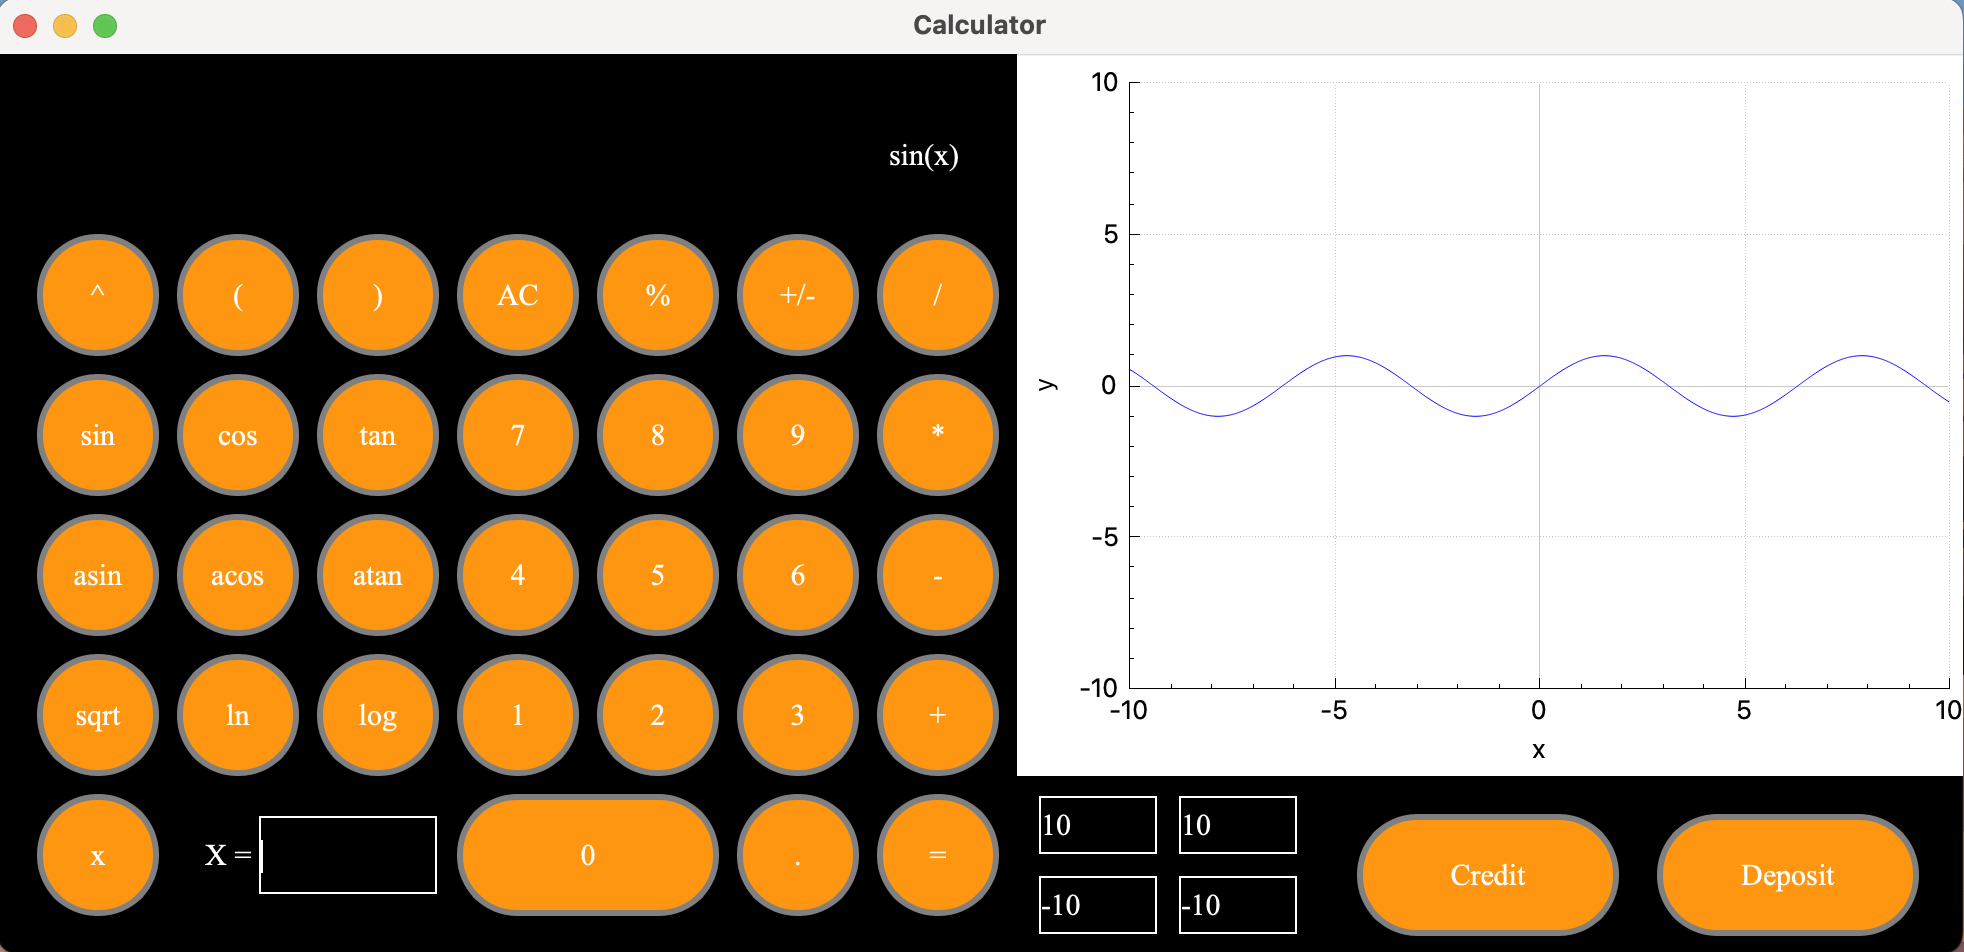 Calculator
sin(x)
^ ( ) AC % +/- /
sin cos tan 7 8 9 *
asin acos atan 4 5 6 -
sqrt ln log 1 2 3 +
x X = 0 . =
10
5
0
-5
-10
y
-10 -5 0 5 10
x
10 10
-10 -10
Credit Deposit